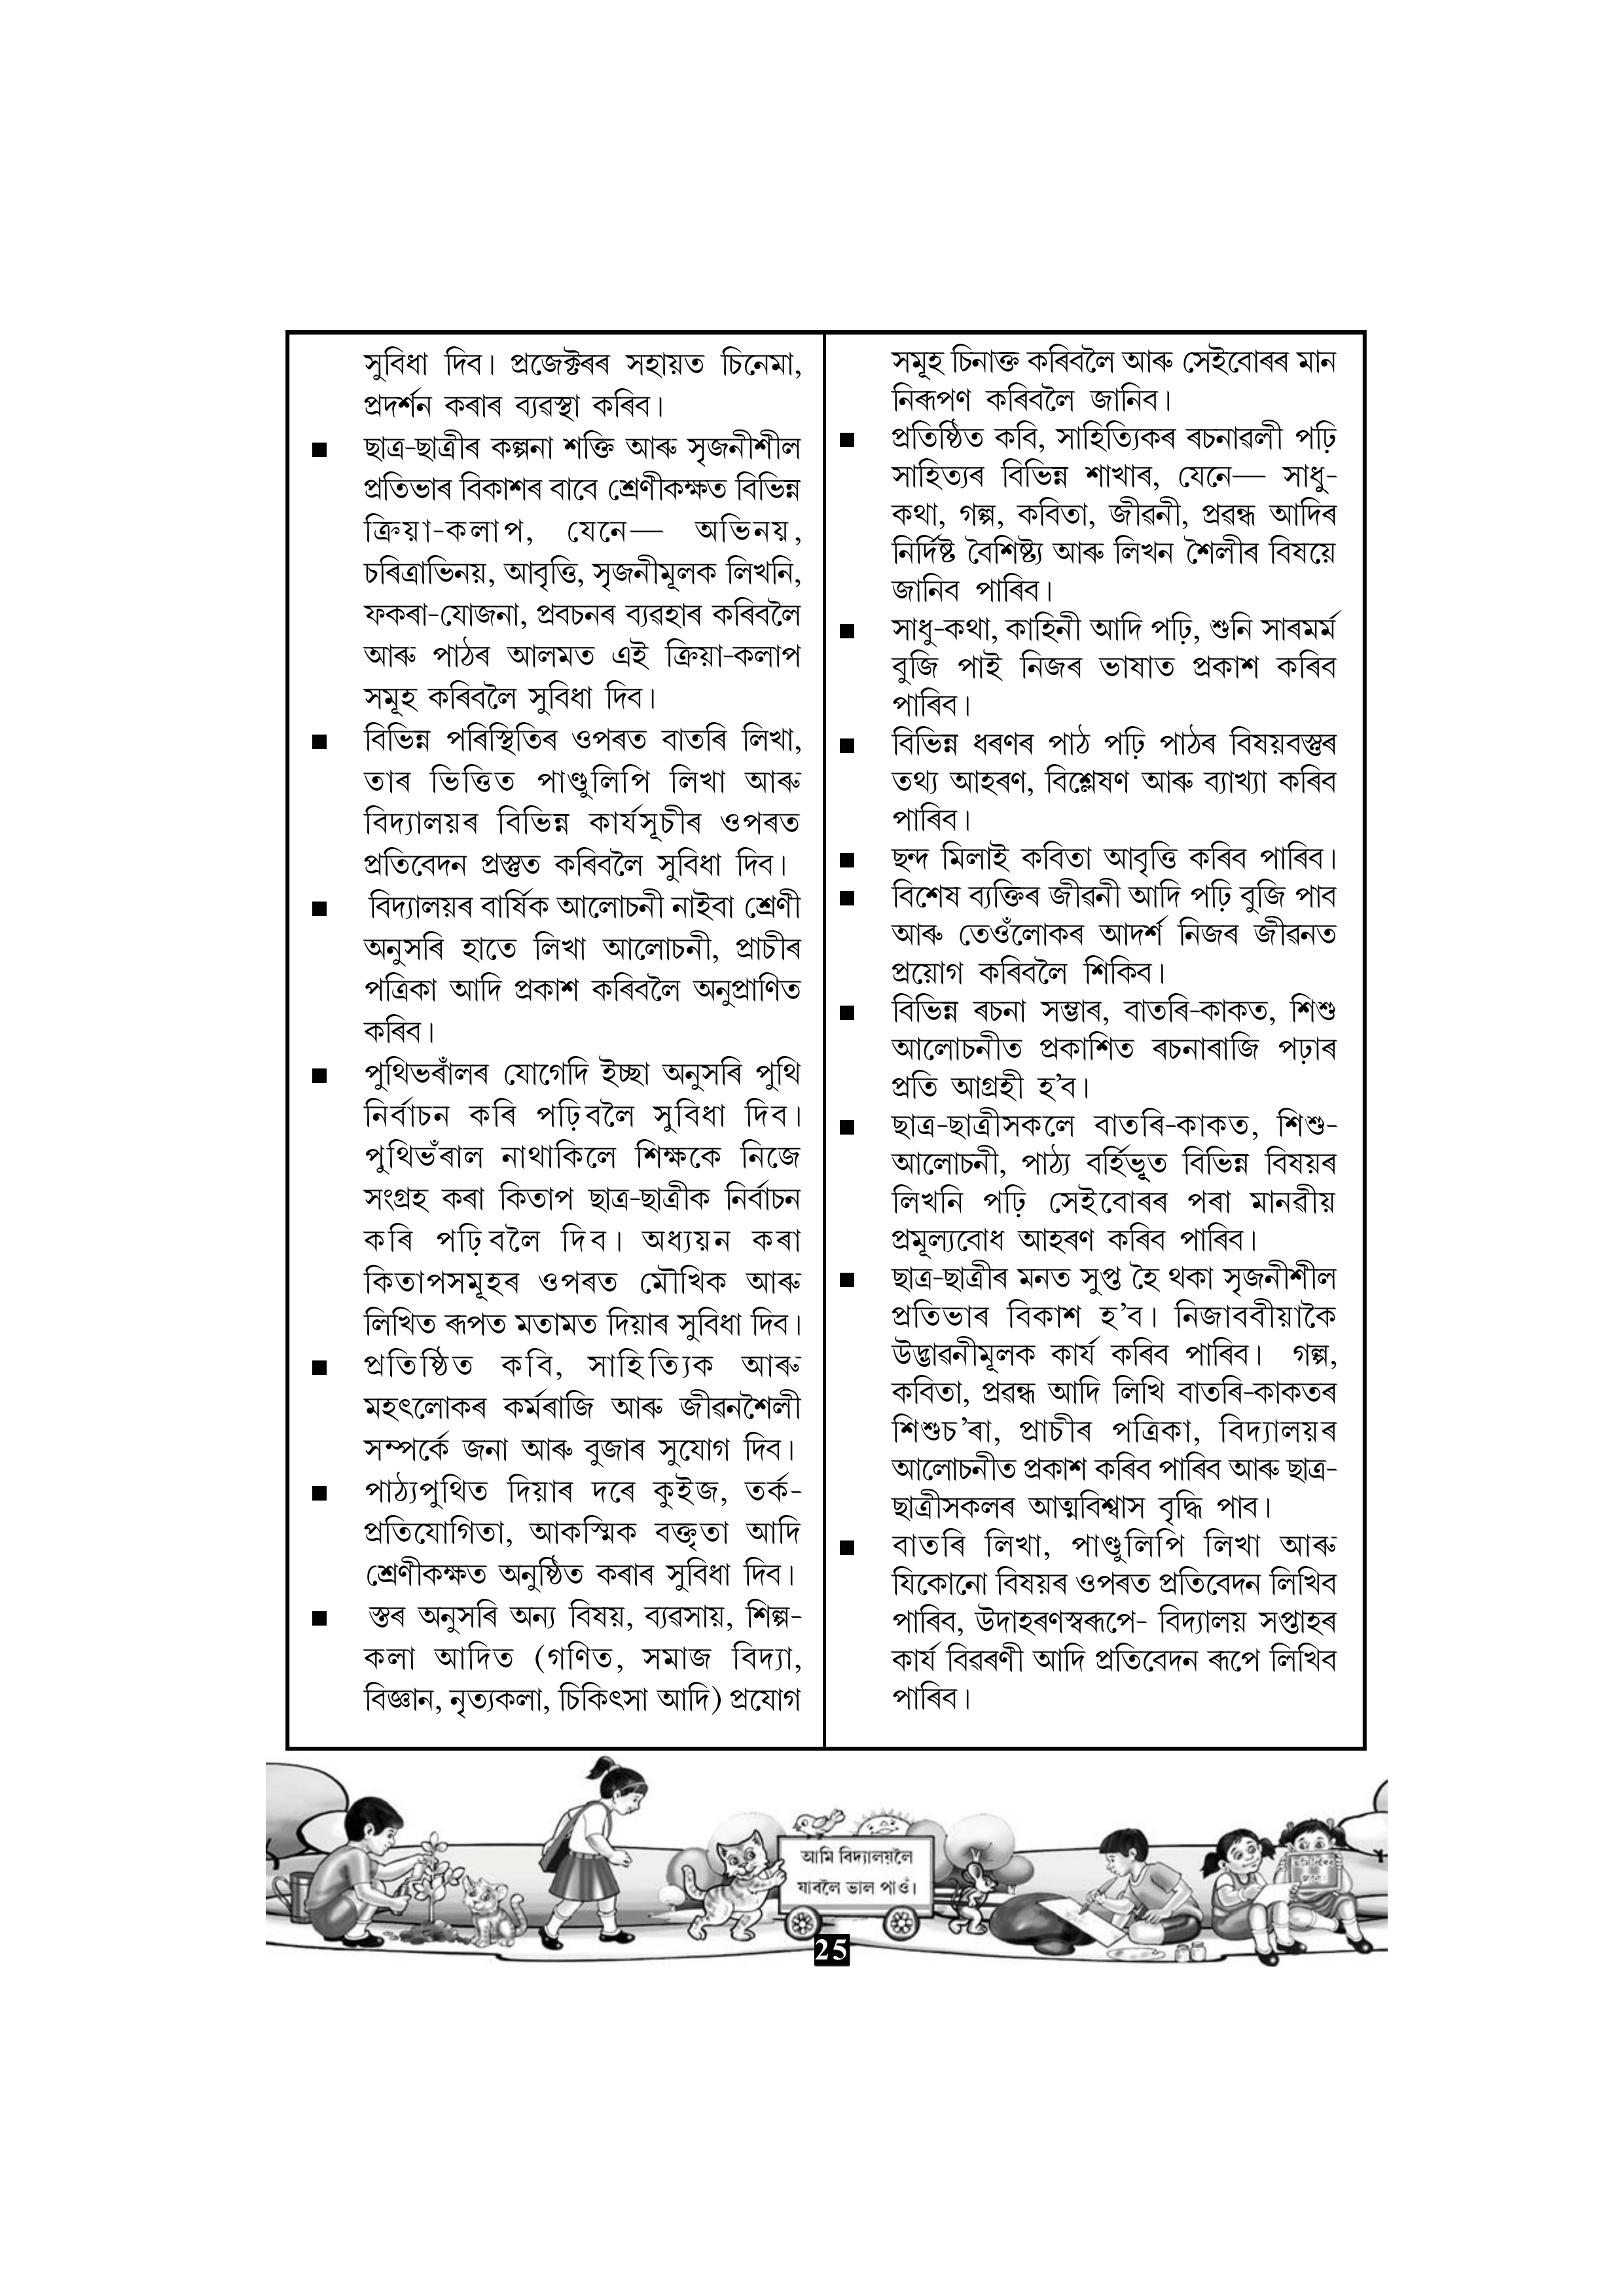 সুবিধা দিব। প্ৰজেক্টৰৰ সহায়ত চিনেমা,
প্ৰদৰ্শন কৰাৰ ব্যৱস্থা কৰিব।
■ ছাত্ৰ-ছাত্ৰীৰ কল্পনা শক্তি আৰু সৃজনীশীল
প্ৰতিভাৰ বিকাশৰ বাবে শ্ৰেণীকক্ষত বিভিন্ন
ক্ৰিয়া-কলাপ, যেনে— অভিনয়,
চৰিত্ৰাভিনয়, আবৃত্তি, সৃজনীমূলক লিখনি,
ফকৰা-যোজনা, প্ৰবচনৰ ব্যৱহাৰ কৰিবলৈ
আৰু পাঠৰ আলমত এই ক্ৰিয়া-কলাপ
সমূহ কৰিবলৈ সুবিধা দিব।
■ বিভিন্ন পৰিস্থিতিৰ ওপৰত বাতৰি লিখা,
তাৰ ভিত্তিত পাণ্ডুলিপি লিখা আৰু
বিদ্যালয়ৰ বিভিন্ন কাৰ্যসূচীৰ ওপৰত
প্ৰতিবেদন প্ৰস্তুত কৰিবলৈ সুবিধা দিব।
■ বিদ্যালয়ৰ বাৰ্ষিক আলোচনী নাইবা শ্ৰেণী
অনুসৰি হাতে লিখা আলোচনী, প্ৰাচীৰ
পত্ৰিকা আদি প্ৰকাশ কৰিবলৈ অনুপ্ৰাণিত
কৰিব।
■ পুথিভৰাঁলৰ যোগেদি ইচ্ছা অনুসৰি পুথি
নিৰ্বাচন কৰি পঢ়িবলৈ সুবিধা দিব।
পুথিভঁৰাল নাথাকিলে শিক্ষকে নিজে
সংগ্ৰহ কৰা কিতাপ ছাত্ৰ-ছাত্ৰীক নিৰ্বাচন
কৰি পঢ়িবলৈ দিব। অধ্যয়ন কৰা
কিতাপসমূহৰ ওপৰত মৌখিক আৰু
লিখিত ৰূপত মতামত দিয়াৰ সুবিধা দিব।
■ প্ৰতিষ্ঠিত কবি, সাহিত্যিক আৰু
মহৎলোকৰ কৰ্মৰাজি আৰু জীৱনশৈলী
সম্পৰ্কে জনা আৰু বুজাৰ সুযোগ দিব।
■ পাঠ্যপুথিত দিয়াৰ দৰে কুইজ, তৰ্ক-
প্ৰতিযোগিতা, আকস্মিক বক্তৃতা আদি
শ্ৰেণীকক্ষত অনুষ্ঠিত কৰাৰ সুবিধা দিব।
■ স্তৰ অনুসৰি অন্য বিষয়, ব্যৱসায়, শিল্প-
কলা আদিত (গণিত, সমাজ বিদ্যা,
বিজ্ঞান, নৃত্যকলা, চিকিৎসা আদি) প্ৰযোগ
সমূহ চিনাক্ত কৰিবলৈ আৰু সেইবোৰৰ মান
নিৰূপণ কৰিবলৈ জানিব।
■ প্ৰতিষ্ঠিত কবি, সাহিত্যিকৰ ৰচনাৱলী পঢ়ি
সাহিত্যৰ বিভিন্ন শাখাৰ, যেনে— সাধু-
কথা, গল্প, কবিতা, জীৱনী, প্ৰৱন্ধ আদিৰ
নিৰ্দিষ্ট বৈশিষ্ট্য আৰু লিখন শৈলীৰ বিষয়ে
জানিব পাৰিব।
■ সাধু-কথা, কাহিনী আদি পঢ়ি, শুনি সাৰমৰ্ম
বুজি পাই নিজৰ ভাষাত প্ৰকাশ কৰিব
পাৰিব।
■ বিভিন্ন ধৰণৰ পাঠ পঢ়ি পাঠৰ বিষয়বস্তুৰ
তথ্য আহৰণ, বিশ্লেষণ আৰু ব্যাখ্যা কৰিব
পাৰিব।
■ ছন্দ মিলাই কবিতা আবৃত্তি কৰিব পাৰিব।
■ বিশেষ ব্যক্তিৰ জীৱনী আদি পঢ়ি বুজি পাব
আৰু তেওঁলোকৰ আদৰ্শ নিজৰ জীৱনত
প্ৰয়োগ কৰিবলৈ শিকিব।
■ বিভিন্ন ৰচনা সম্ভাৰ, বাতৰি-কাকত, শিশু
আলোচনীত প্ৰকাশিত ৰচনাৰাজি পঢ়াৰ
প্ৰতি আগ্ৰহী হ’ব।
■ ছাত্ৰ-ছাত্ৰীসকলে বাতৰি-কাকত, শিশু-
আলোচনী, পাঠ্য বহিৰ্ভূত বিভিন্ন বিষয়ৰ
লিখনি পঢ়ি সেইবোৰৰ পৰা মানৱীয়
প্ৰমূল্যবোধ আহৰণ কৰিব পাৰিব।
■ ছাত্ৰ-ছাত্ৰীৰ মনত সুপ্ত হৈ থকা সৃজনীশীল
প্ৰতিভাৰ বিকাশ হ’ব। নিজাববীয়াকৈ
উদ্ভাৱনীমূলক কাৰ্য কৰিব পাৰিব। গল্প,
কবিতা, প্ৰৱন্ধ আদি লিখি বাতৰি-কাকতৰ
শিশুচ’ৰা, প্ৰাচীৰ পত্ৰিকা, বিদ্যালয়ৰ
আলোচনীত প্ৰকাশ কৰিব পাৰিব আৰু ছাত্ৰ-
ছাত্ৰীসকলৰ আত্মবিশ্বাস বৃদ্ধি পাব।
■ বাতৰি লিখা, পাণ্ডুলিপি লিখা আৰু
যিকোনো বিষয়ৰ ওপৰত প্ৰতিবেদন লিখিব
পাৰিব, উদাহৰণস্বৰূপে- বিদ্যালয় সপ্তাহৰ
কাৰ্য বিৱৰণী আদি প্ৰতিবেদন ৰূপে লিখিব
পাৰিব।
আমি বিদ্যালয়লৈ
যাবলৈ ভাল পাওঁ।
25